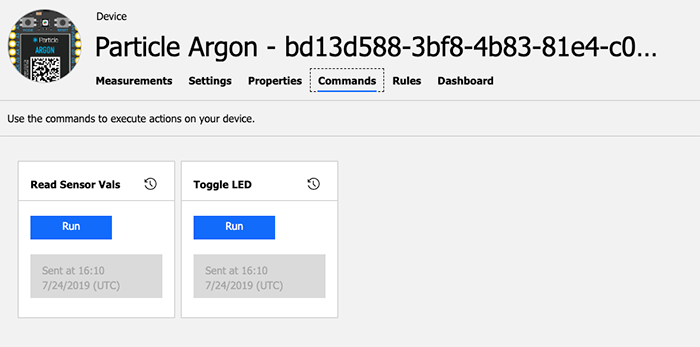 Device
Particle
ARGON
Particle Argon - bd13d588-3bf8-4b83-81e4-c0...
Measurements Settings Properties Commands Rules Dashboard
Use the commands to execute actions on your device.
Read Sensor Vals Toggle LED
Run Run
Sent at 16:10 Sent at 16:10
7/24/2019 (UTC) 7/24/2019 (UTC)